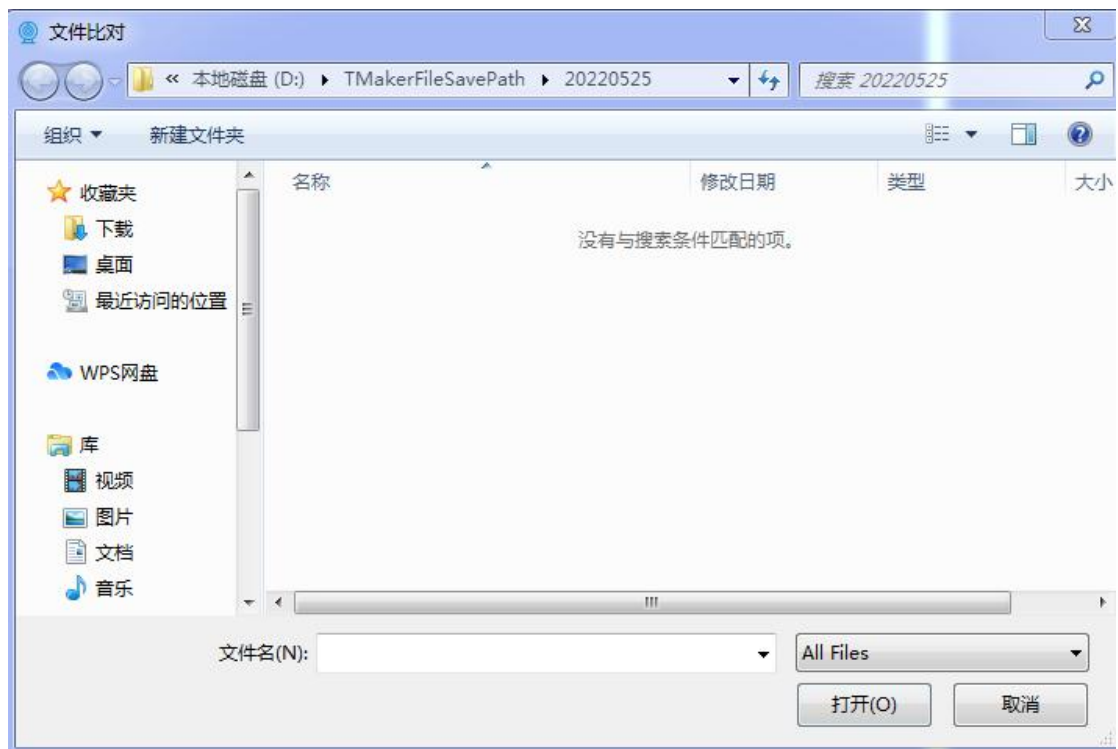 文件比对
« 本地磁盘 (D:) ▸ TMakerFileSavePath ▸ 20220525
搜索 20220525
组织 新建文件夹
名称 修改日期 类型 大小
没有与搜索条件匹配的项。
收藏夹
下载
桌面
最近访问的位置
WPS网盘
库
视频
图片
文档
音乐
文件名(N): All Files
打开(O) 取消